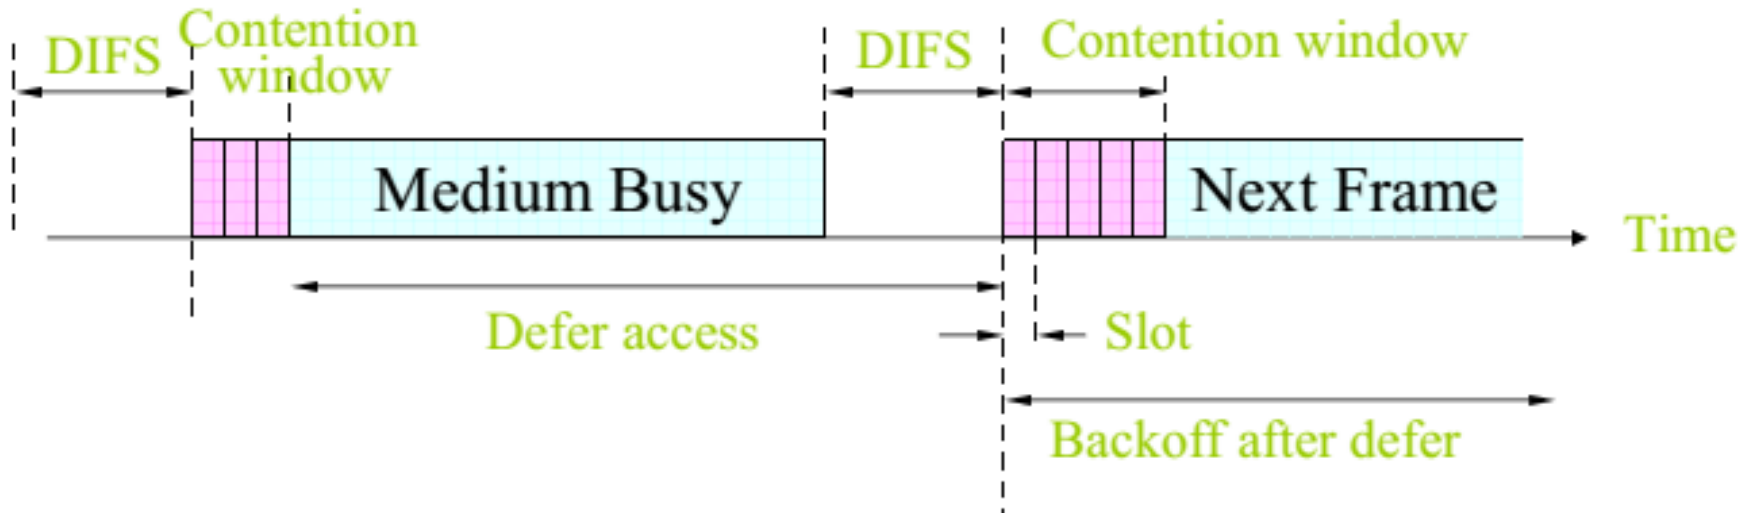 DIFS
Contention
window
DIFS
Contention window
Medium Busy
Next Frame
Time
Defer access
Slot
Backoff after defer